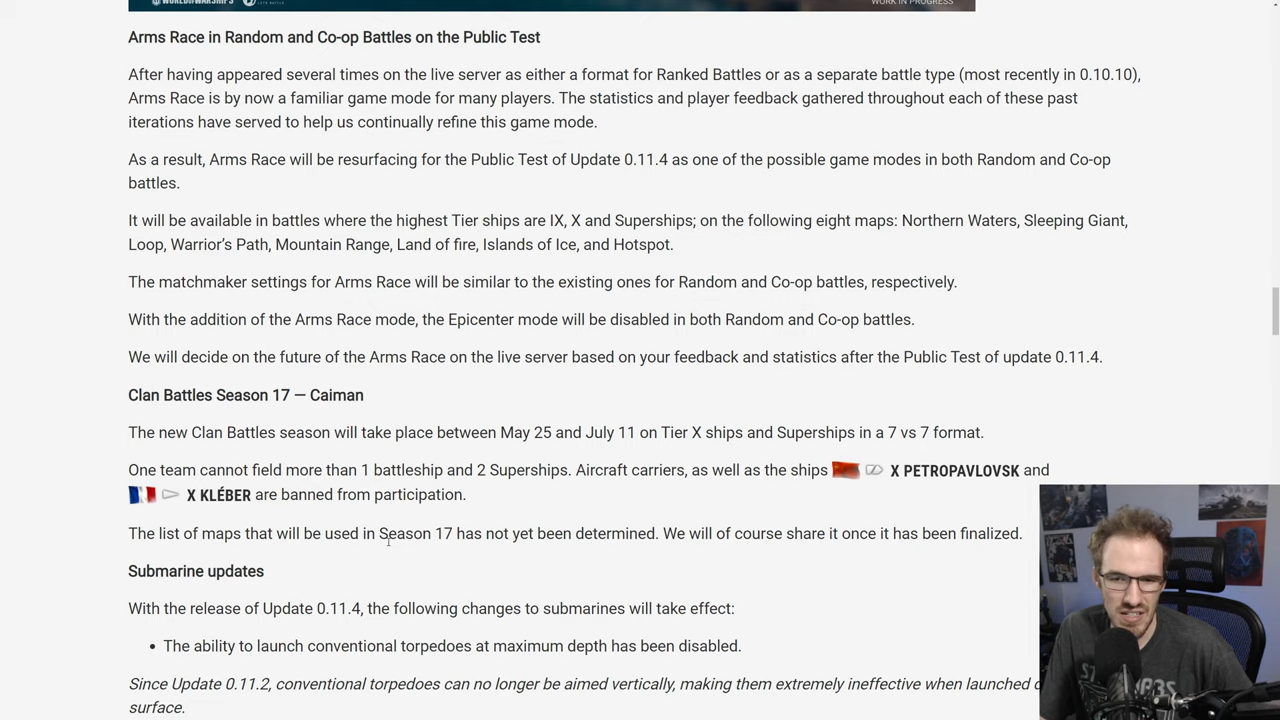 WORLD OF WARSHIPS
WORK IN PROGRESS
Arms Race in Random and Co-op Battles on the Public Test
After having appeared several times on the live server as either a format for Ranked Battles or as a separate battle type (most recently in 0.10.10),
Arms Race is by now a familiar game mode for many players. The statistics and player feedback gathered throughout each of these past
iterations have served to help us continually refine this game mode.
As a result, Arms Race will be resurfacing for the Public Test of Update 0.11.4 as one of the possible game modes in both Random and Co-op
battles.
It will be available in battles where the highest Tier ships are IX, X and Superships; on the following eight maps: Northern Waters, Sleeping Giant,
Loop, Warrior's Path, Mountain Range, Land of fire, Islands of Ice, and Hotspot.
The matchmaker settings for Arms Race will be similar to the existing ones for Random and Co-op battles, respectively.
With the addition of the Arms Race mode, the Epicenter mode will be disabled in both Random and Co-op battles.
We will decide on the future of the Arms Race on the live server based on your feedback and statistics after the Public Test of update 0.11.4.
Clan Battles Season 17 — Caiman
The new Clan Battles season will take place between May 25 and July 11 on Tier X ships and Superships in a 7 vs 7 format.
One team cannot field more than 1 battleship and 2 Superships. Aircraft carriers, as well as the ships X PETROPAVLOVSK and
X KLÉBER are banned from participation.
The list of maps that will be used in Season 17 has not yet been determined. We will of course share it once it has been finalized.
Submarine updates
With the release of Update 0.11.4, the following changes to submarines will take effect:
• The ability to launch conventional torpedoes at maximum depth has been disabled.
Since Update 0.11.2, conventional torpedoes can no longer be aimed vertically, making them extremely ineffective when launched
surface.